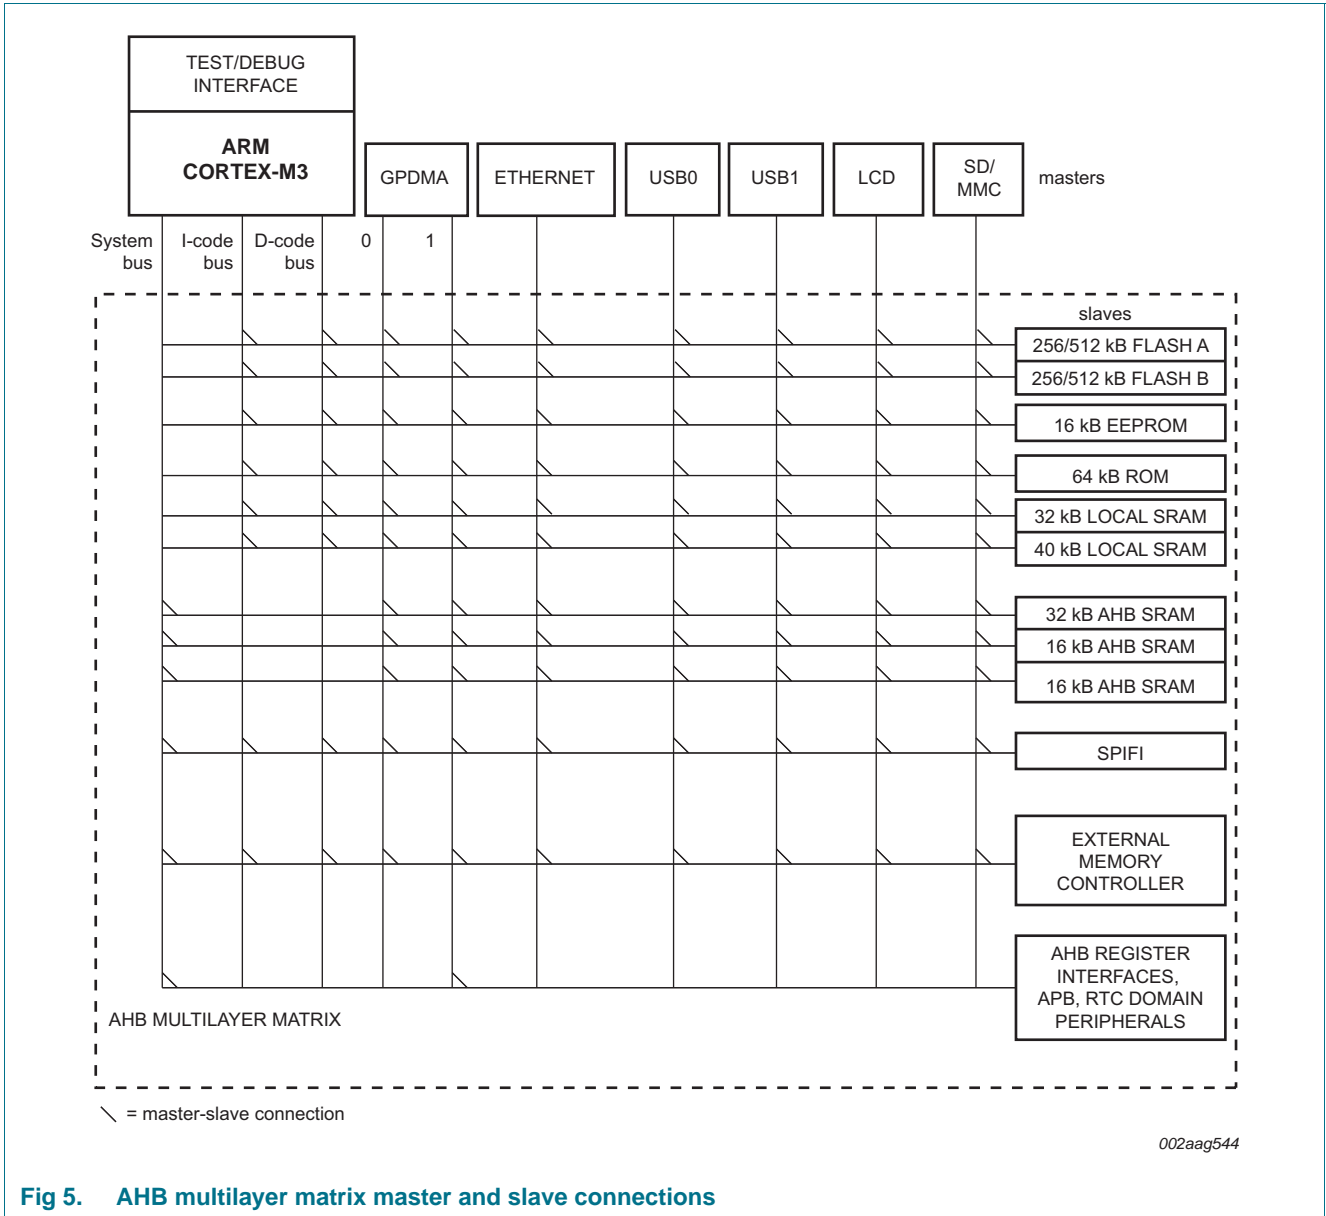 TEST/DEBUG
INTERFACE
ARM
CORTEX-M3
GPDMA
ETHERNET
USB0
USB1
LCD
SD/
MMC
masters
System
bus
I-code
bus
D-code
bus
0
1
slaves
256/512 kB FLASH A
256/512 kB FLASH B
16 kB EEPROM
64 kB ROM
32 kB LOCAL SRAM
40 kB LOCAL SRAM
32 kB AHB SRAM
16 kB AHB SRAM
16 kB AHB SRAM
SPIFI
EXTERNAL
MEMORY
CONTROLLER
AHB REGISTER
INTERFACES,
APB, RTC DOMAIN
PERIPHERALS
AHB MULTILAYER MATRIX
= master-slave connection
002aag544
Fig 5. AHB multilayer matrix master and slave connections